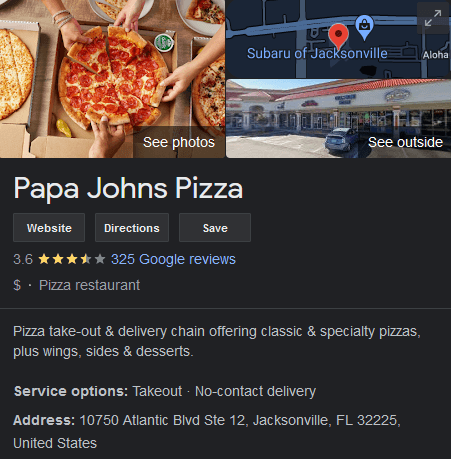 Subaru of Jacksonville
Aloha
See photos
See outside
Papa Johns Pizza
Website
Directions
Save
3.6 325 Google reviews
$ · Pizza restaurant
Pizza take-out & delivery chain offering classic & specialty pizzas,
plus wings, sides & desserts.
Service options: Takeout · No-contact delivery
Address: 10750 Atlantic Blvd Ste 12, Jacksonville, FL 32225,
United States